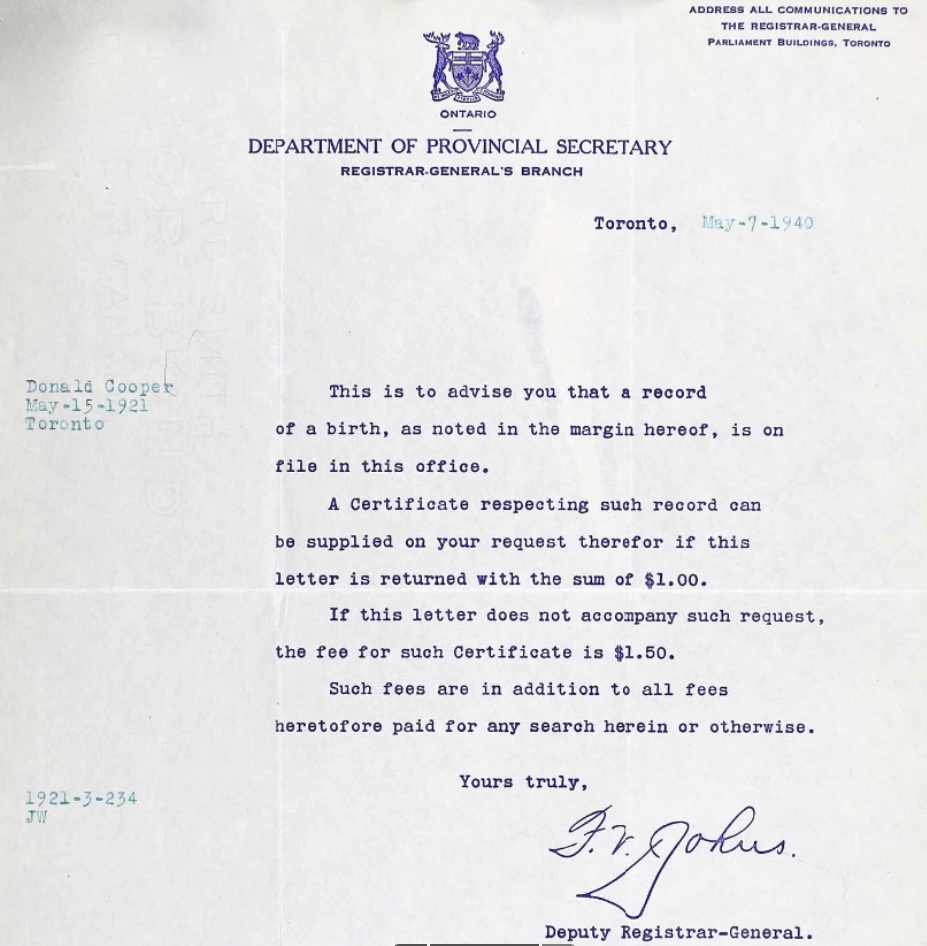 ADDRESS ALL COMMUNICATIONS TO
THE REGISTRAR-GENERAL
PARLIAMENT BUILDINGS, TORONTO
ONTARIO
DEPARTMENT OF PROVINCIAL SECRETARY
REGISTRAR-GENERAL'S BRANCH
Toronto, May-7-1940
Donald Cooper
May-15-1921
Toronto
This is to advise you that a record
of a birth, as noted in the margin hereof, is on
file in this office.
A Certificate respecting such record can
be supplied on your request therefor if this
letter is returned with the sum of $1.00.
If this letter does not accompany such request,
the fee for such Certificate is $1.50.
Such fees are in addition to all fees
heretofore paid for any search herein or otherwise.
Yours truly,
1921-3-234
JW
F.V. Johns.
Deputy Registrar-General.